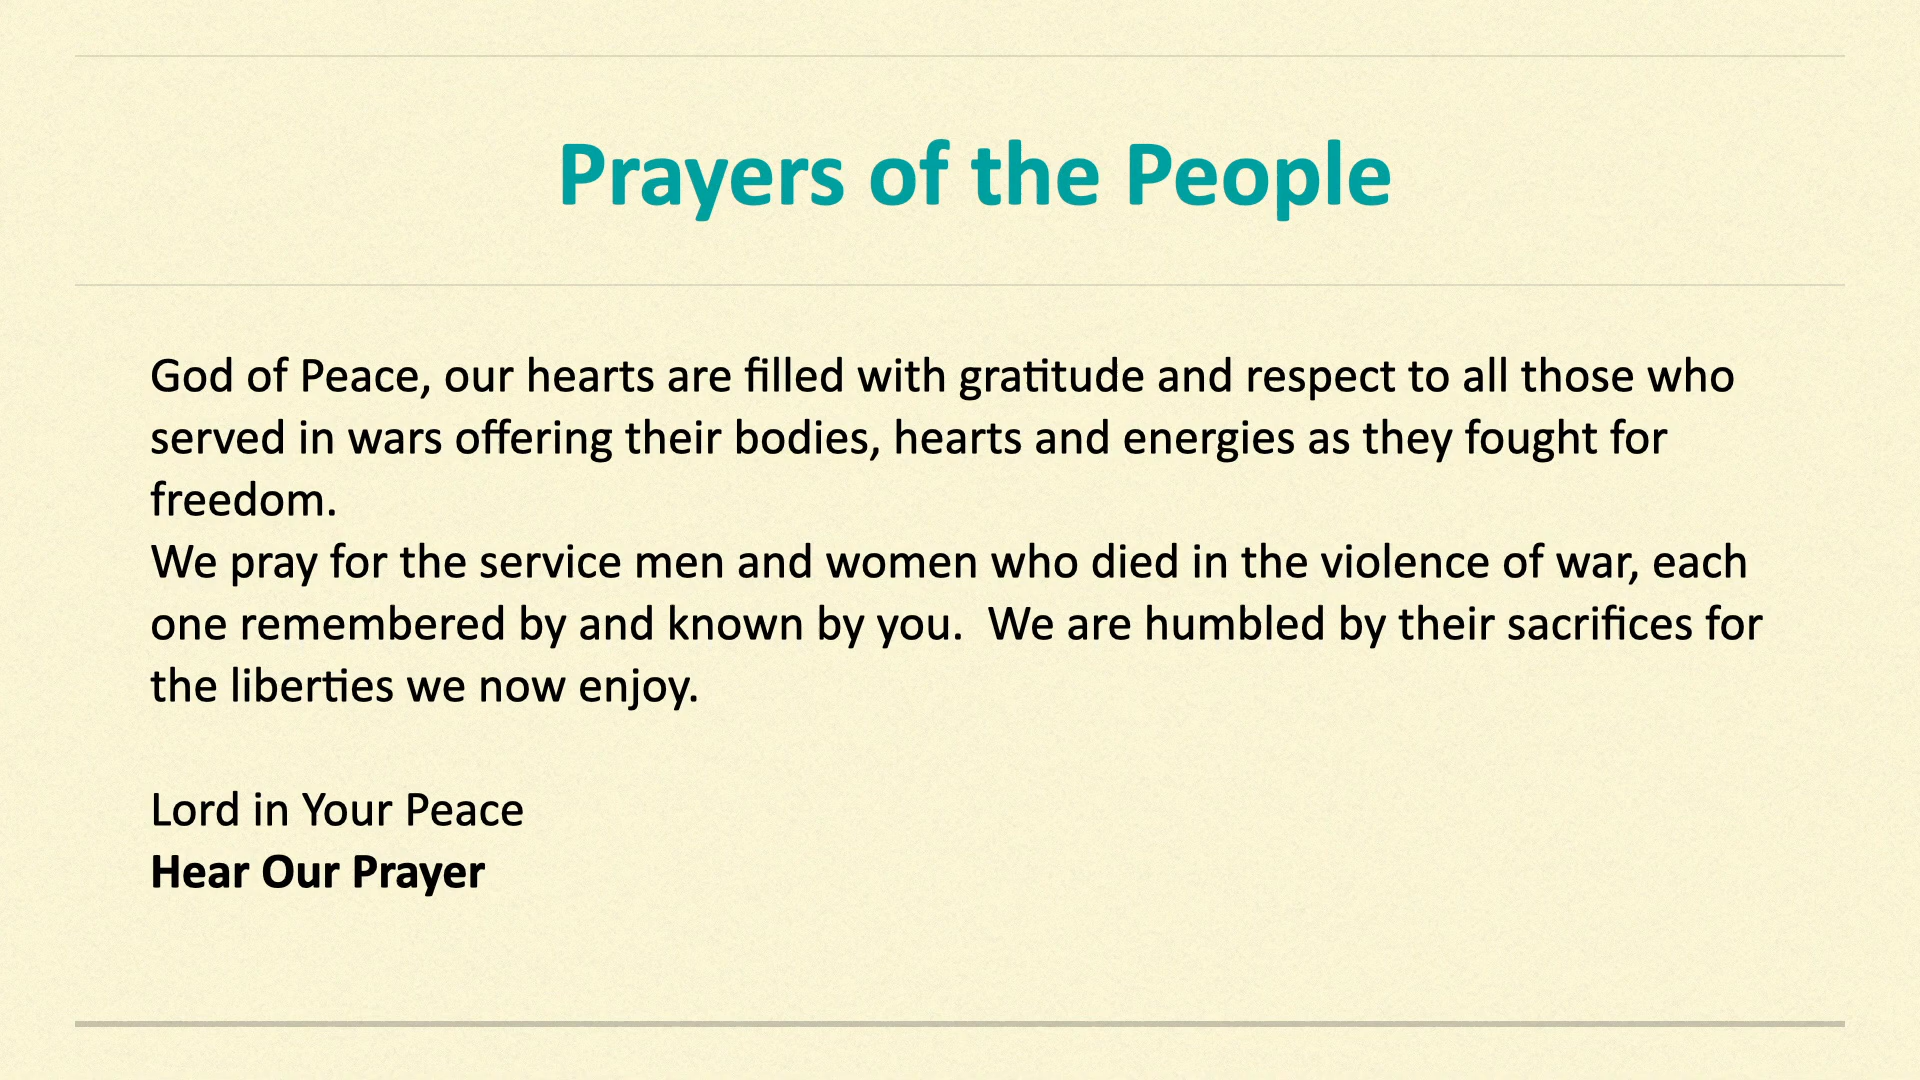 Prayers of the People
God of Peace, our hearts are filled with gratitude and respect to all those who
served in wars offering their bodies, hearts and energies as they fought for
freedom.
We pray for the service men and women who died in the violence of war, each
one remembered by and known by you.  We are humbled by their sacrifices for
the liberties we now enjoy.
Lord in Your Peace
Hear Our Prayer